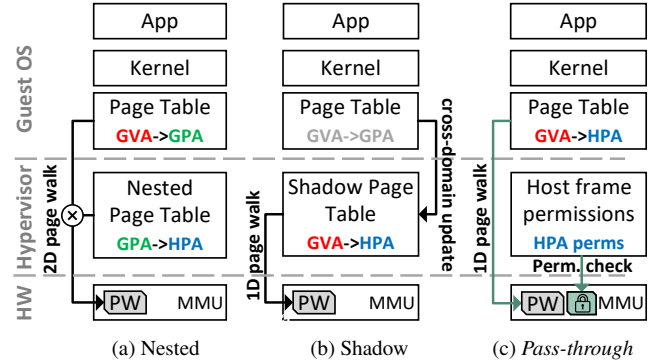 Guest OS
Hypervisor
HW
App
Kernel
Page Table
GVA->GPA
2D page walk
Nested
Page Table
GPA->HPA
PW
MMU
(a) Nested
App
Kernel
Page Table
GVA->GPA
cross-domain update
Shadow Page
Table
GVA->HPA
1D page walk
PW
MMU
(b) Shadow
App
Kernel
Page Table
GVA->HPA
1D page walk
Host frame
permissions
HPA perms
Perm. check
PW
MMU
(c) Pass-through